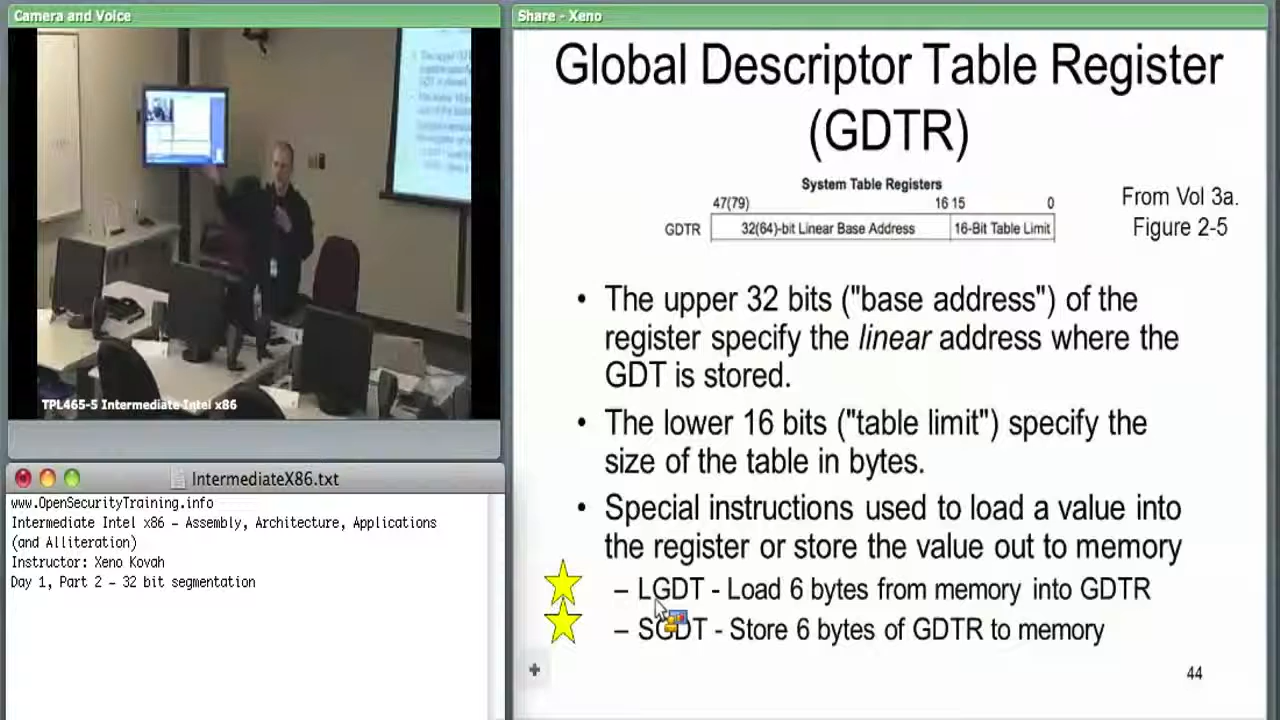 Camera and Voice
TPL465-5 Intermediate Intel x86
IntermediateX86.txt
www.OpenSecurityTraining.info
Intermediate Intel x86 – Assembly, Architecture, Applications
(and Alliteration)
Instructor: Xeno Kovah
Day 1, Part 2 – 32 bit segmentation
Share - Xeno
Global Descriptor Table Register
(GDTR)
System Table Registers
47(79) 16 15 0
GDTR 32(64)-bit Linear Base Address 16-Bit Table Limit
From Vol 3a.
Figure 2-5
• The upper 32 bits ("base address") of the
register specify the linear address where the
GDT is stored.
• The lower 16 bits ("table limit") specify the
size of the table in bytes.
• Special instructions used to load a value into
the register or store the value out to memory
– LGDT - Load 6 bytes from memory into GDTR
– SGDT - Store 6 bytes of GDTR to memory
44